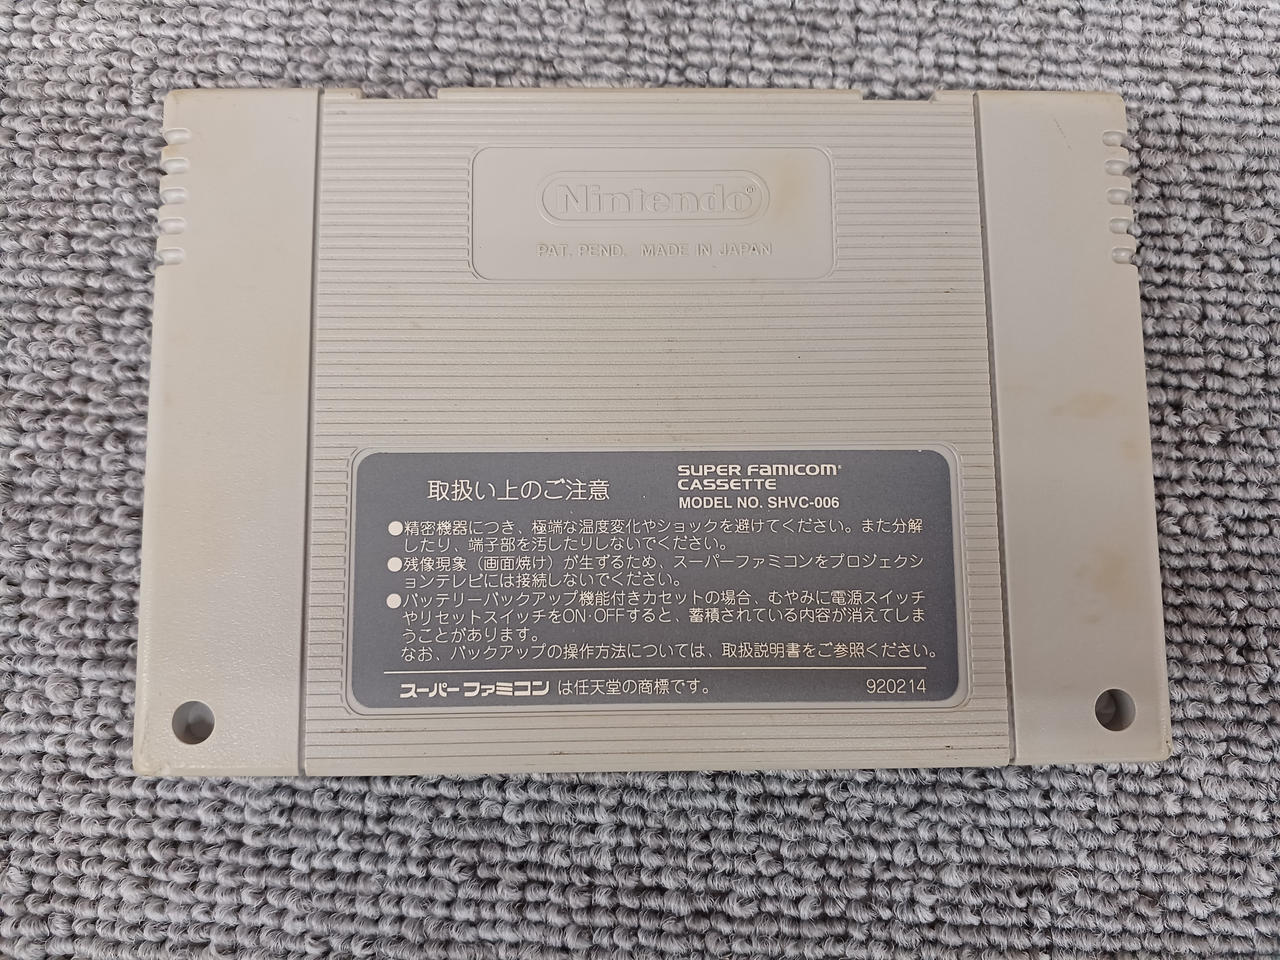 Nintendo®
PAT. PEND. MADE IN JAPAN
取扱い上のご注意
SUPER FAMICOM®
CASSETTE
MODEL NO. SHVC-006
●精密機器につき、極端な温度変化やショックを避けてください。また分解
したり、端子部を汚したりしないでください。
●残像現象（画面焼け）が生ずるため、スーパーファミコンをプロジェクシ
ョンテレビには接続しないでください。
●バッテリーバックアップ機能付きカセットの場合、むやみに電源スイッチ
やリセットスイッチをON・OFFすると、蓄積されている内容が消えてしま
うことがあります。
なお、バックアップの操作方法については、取扱説明書をご参照ください。
スーパーファミコン は任天堂の商標です。 920214